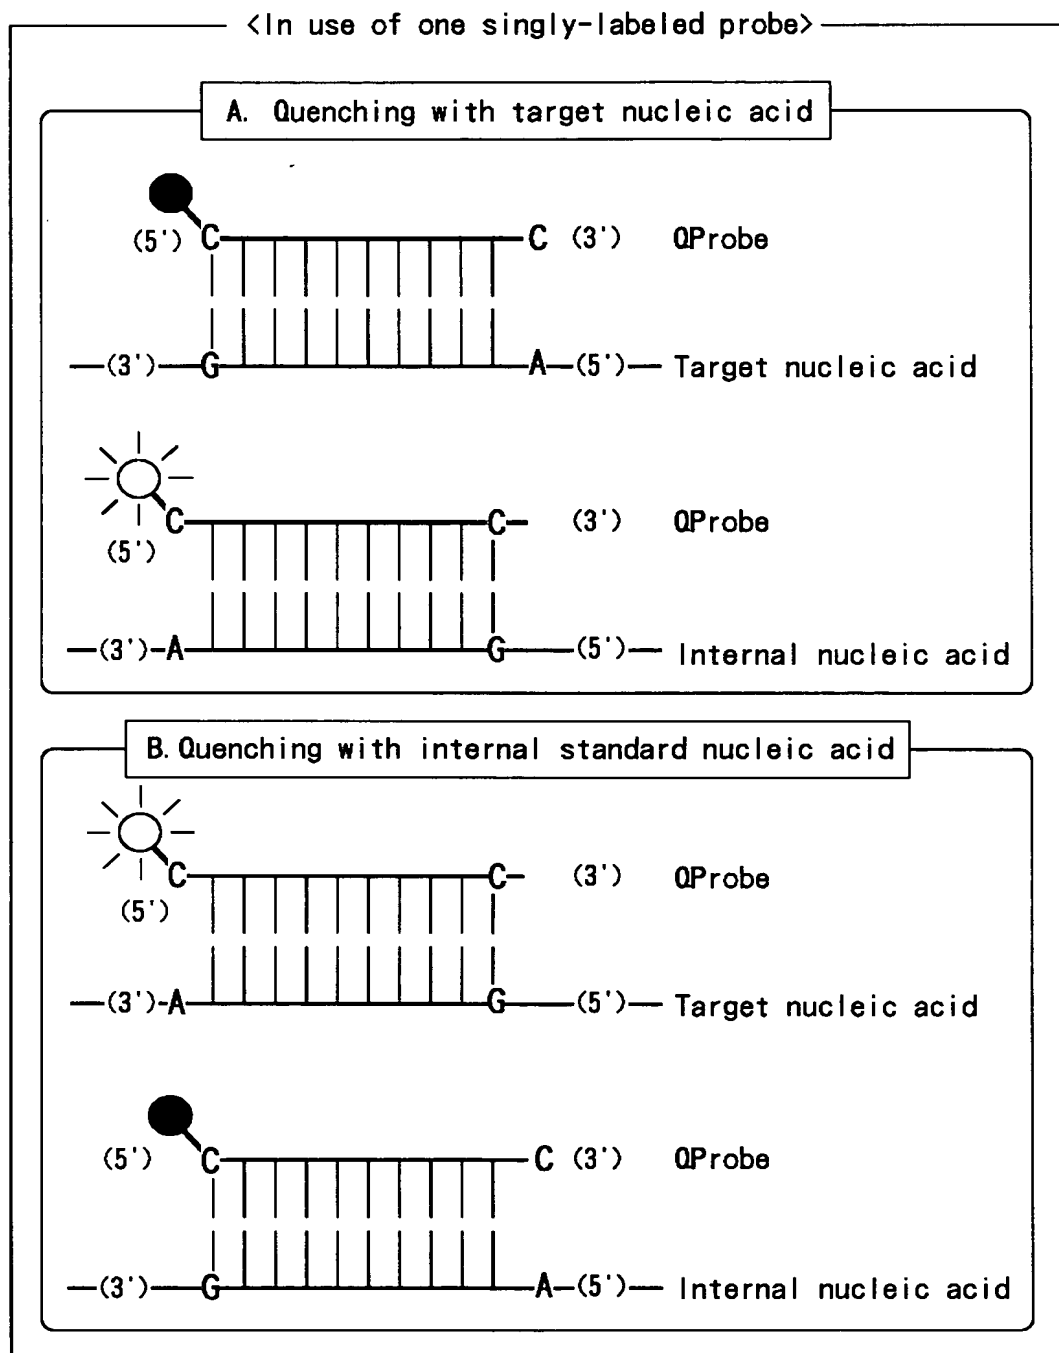 <In use of one singly-labeled probe>
A. Quenching with target nucleic acid
(5') C C (3') QProbe
(3') G A (5') Target nucleic acid
C C (3') QProbe
(5')
(3') A G (5') Internal nucleic acid
B. Quenching with internal standard nucleic acid
C C (3') QProbe
(5')
(3') A G (5') Target nucleic acid
(5') C C (3') QProbe
(3') G A (5') Internal nucleic acid